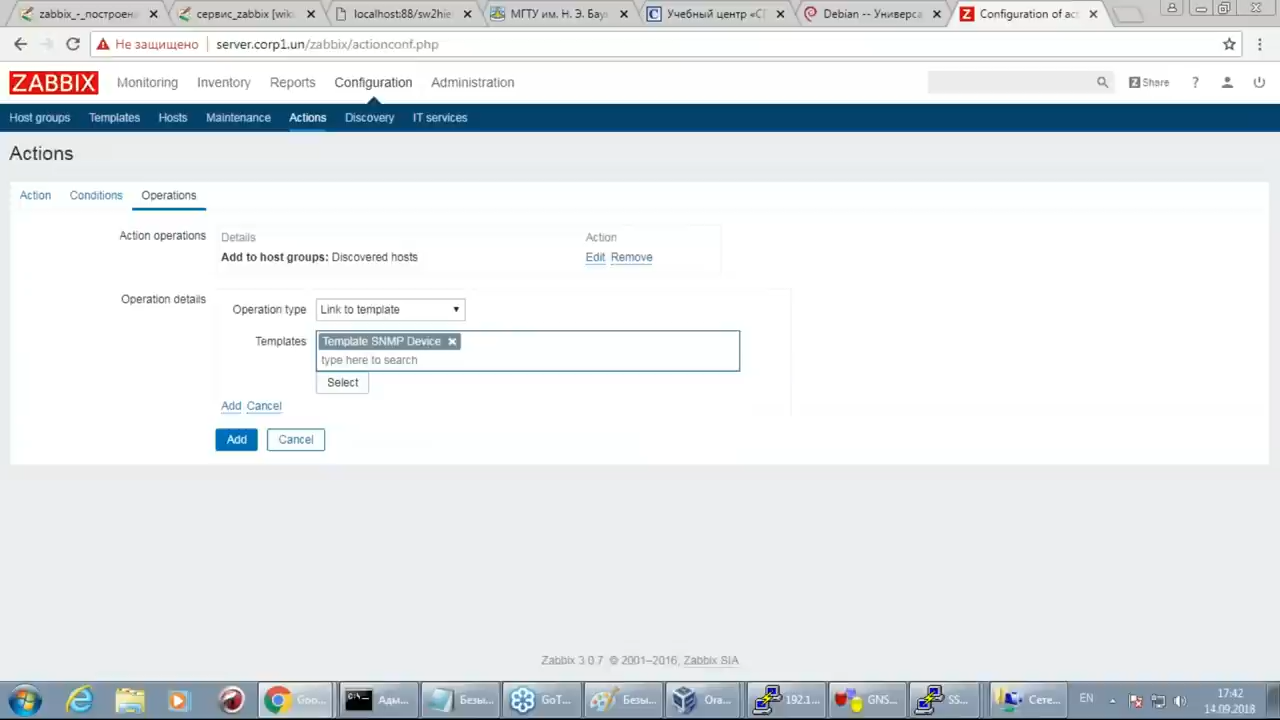 zabbix_-_построен
сервис_zabbix [wiki
localhost:88/sw2hie
МГТУ им. Н. Э. Бау
Учебный центр «С
Debian -- Универса
Configuration of ac
Не защищено
server.corp1.un/zabbix/actionconf.php
ZABBIX
Monitoring
Inventory
Reports
Configuration
Administration
Z Share
?
Host groups
Templates
Hosts
Maintenance
Actions
Discovery
IT services
Actions
Action
Conditions
Operations
Action operations
Details
Action
Add to host groups: Discovered hosts
Edit
Remove
Operation details
Operation type
Link to template
Templates
Template SNMP Device
type here to search
Select
Add
Cancel
Add
Cancel
Zabbix 3.0.7 © 2001–2016, Zabbix SIA
Goo...
Адм...
Безы...
GoT...
Безы...
Ora...
192.1...
GNS...
SS...
Сете...
EN
17:42
14.09.2018